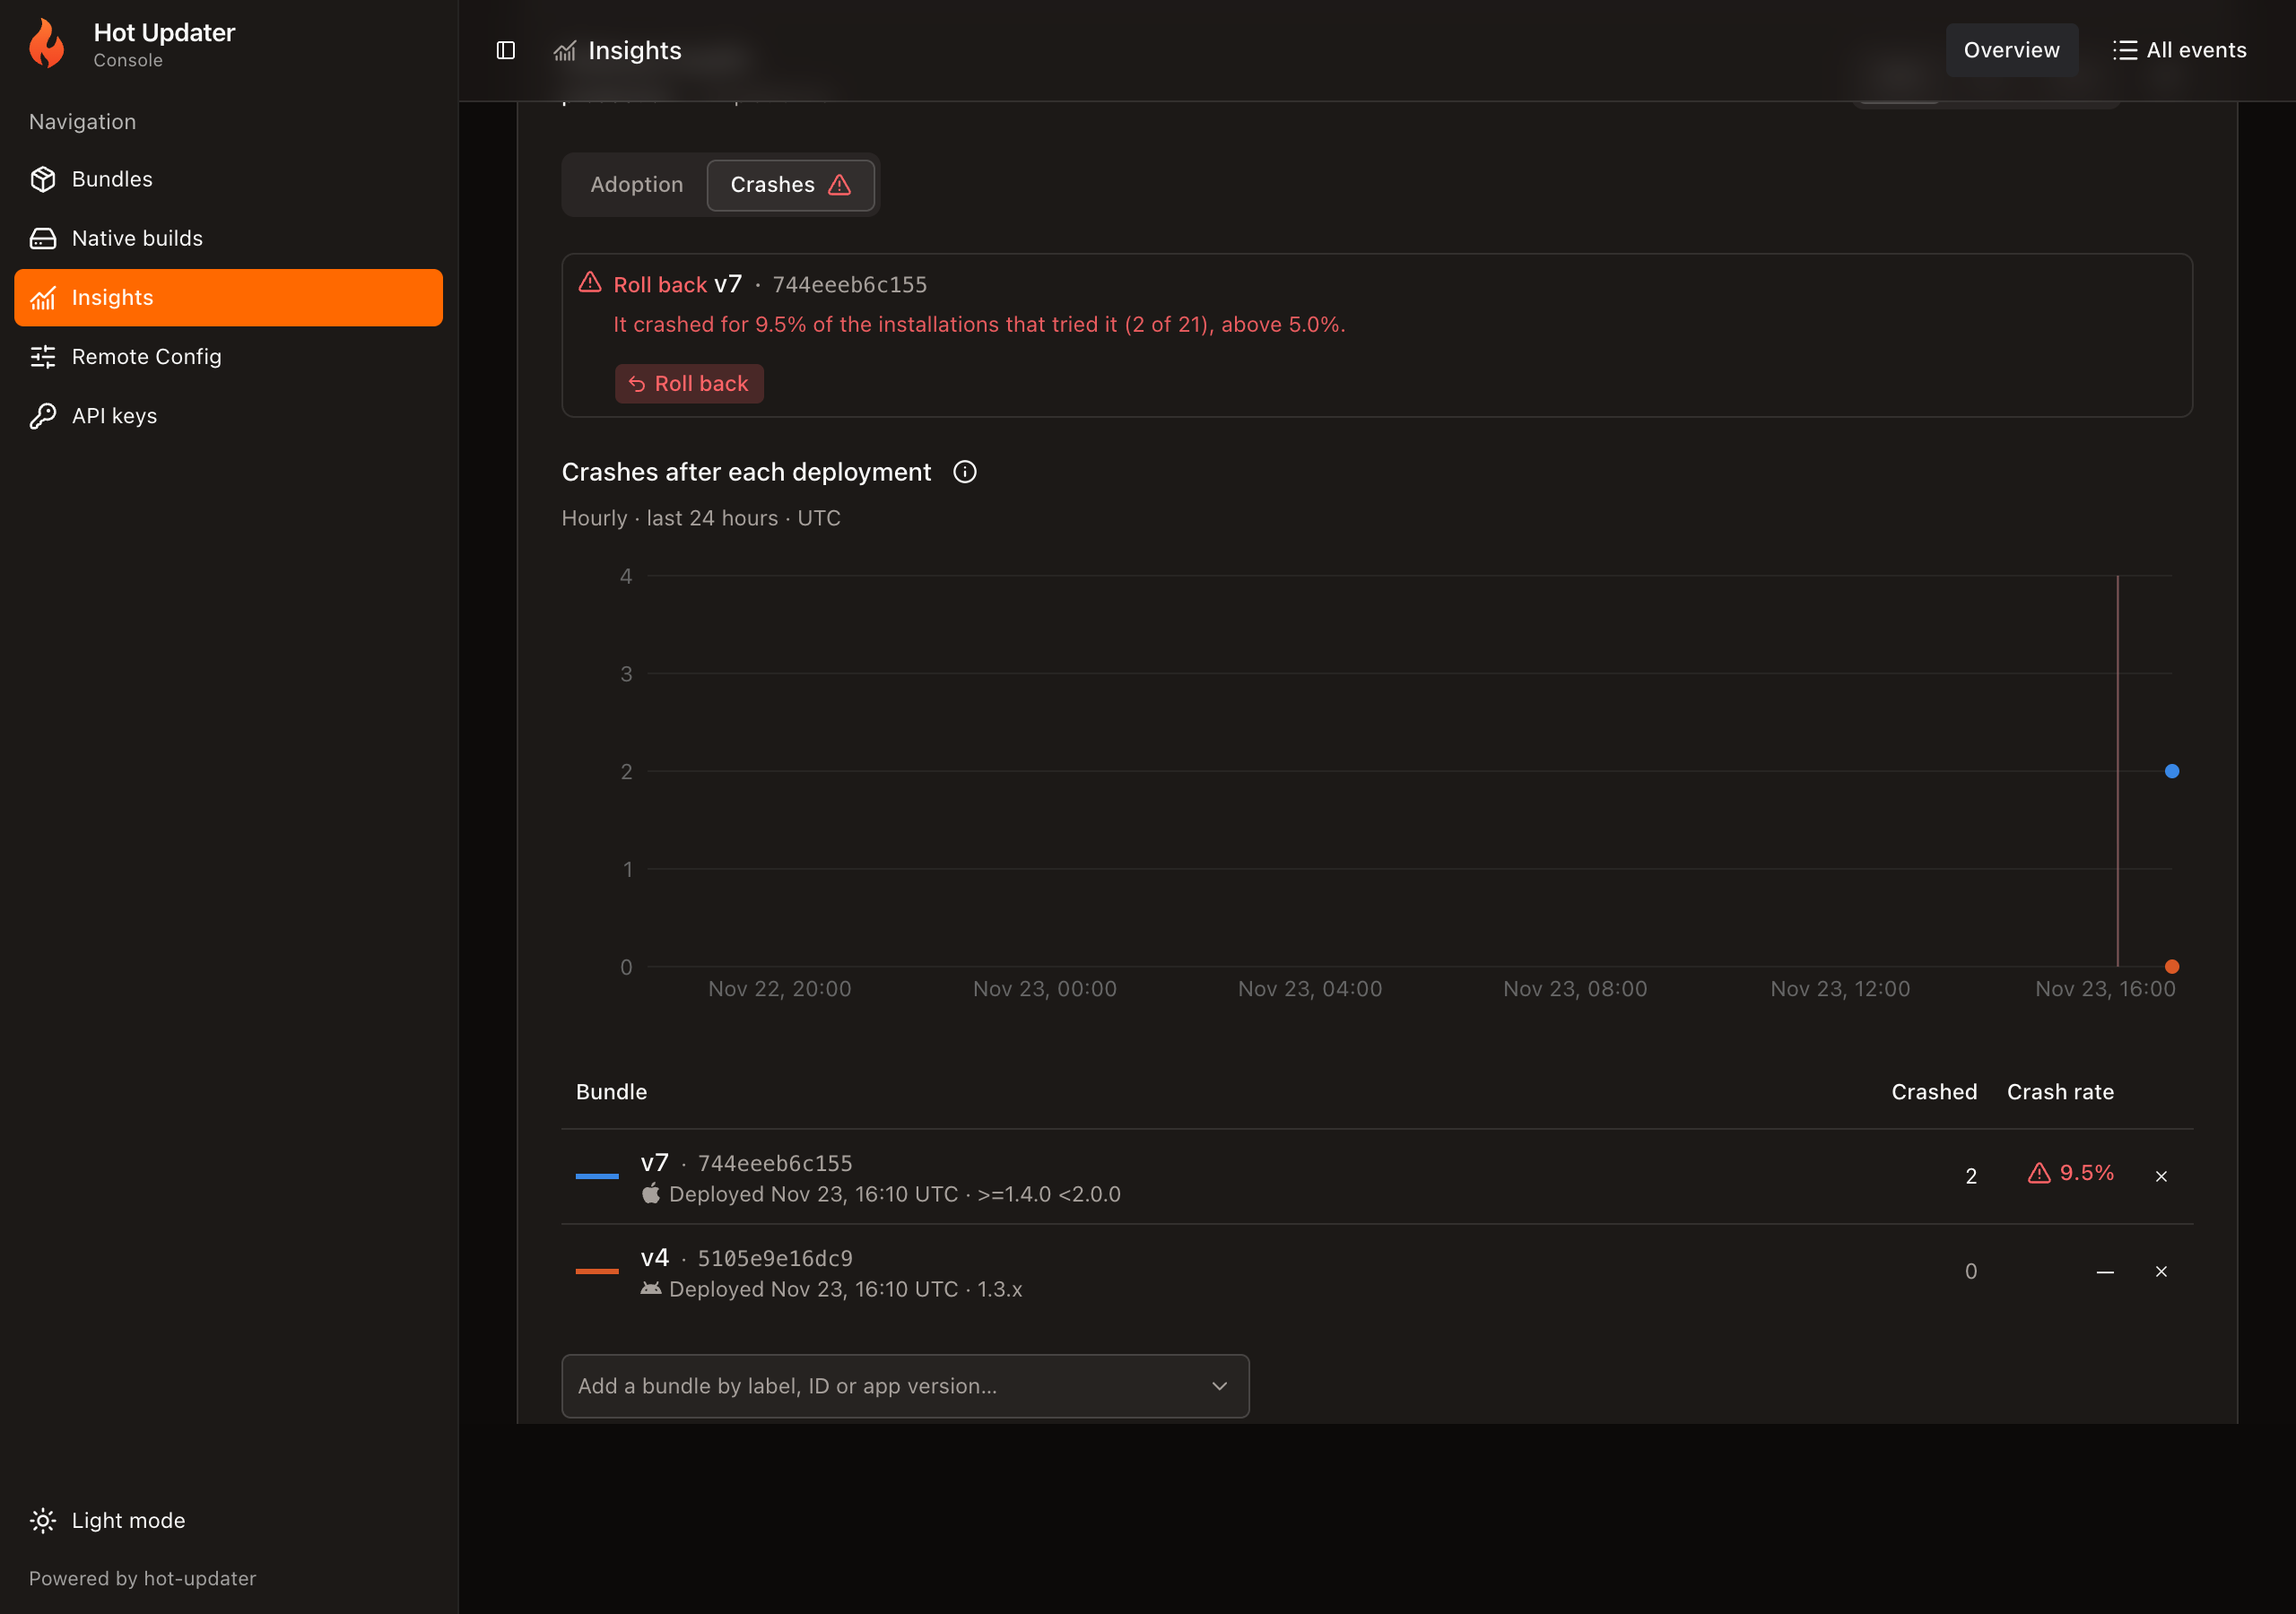 Hot Updater
Console
Navigation
Bundles
Native builds
Insights
Remote Config
API keys
Light mode
Powered by hot-updater
Insights
Overview
All events
Adoption
Crashes
Roll back v7 · 744eeeb6c155
It crashed for 9.5% of the installations that tried it (2 of 21), above 5.0%.
Roll back
Crashes after each deployment
Hourly · last 24 hours · UTC
4
3
2
1
0
Nov 22, 20:00
Nov 23, 00:00
Nov 23, 04:00
Nov 23, 08:00
Nov 23, 12:00
Nov 23, 16:00
Bundle
Crashed
Crash rate
v7 · 744eeeb6c155
Deployed Nov 23, 16:10 UTC · >=1.4.0 <2.0.0
2
9.5%
v4 · 5105e9e16dc9
Deployed Nov 23, 16:10 UTC · 1.3.x
0
—
Add a bundle by label, ID or app version...